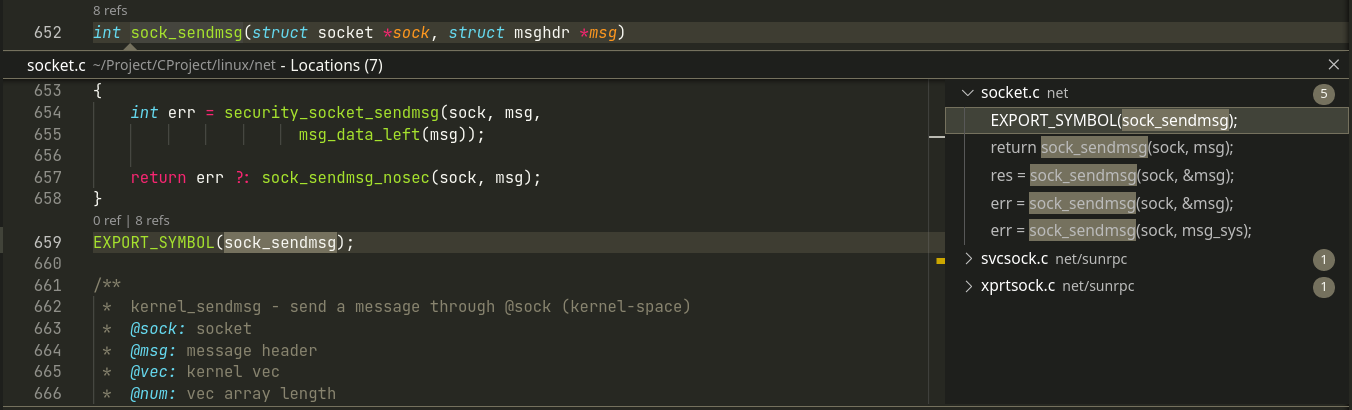 8 refs
652 int sock_sendmsg(struct socket *sock, struct msghdr *msg)
socket.c ~/Project/CProject/linux/net - Locations (7)
653 {
654 int err = security_socket_sendmsg(sock, msg,
655 msg_data_left(msg));
656
657 return err ?: sock_sendmsg_nosec(sock, msg);
658 }
0 ref | 8 refs
659 EXPORT_SYMBOL(sock_sendmsg);
660
661 /**
662 * kernel_sendmsg - send a message through @sock (kernel-space)
663 * @sock: socket
664 * @msg: message header
665 * @vec: kernel vec
666 * @num: vec array length
socket.c net 5
EXPORT_SYMBOL(sock_sendmsg);
return sock_sendmsg(sock, msg);
res = sock_sendmsg(sock, &msg);
err = sock_sendmsg(sock, &msg);
err = sock_sendmsg(sock, msg_sys);
svcsock.c net/sunrpc 1
xprtsock.c net/sunrpc 1